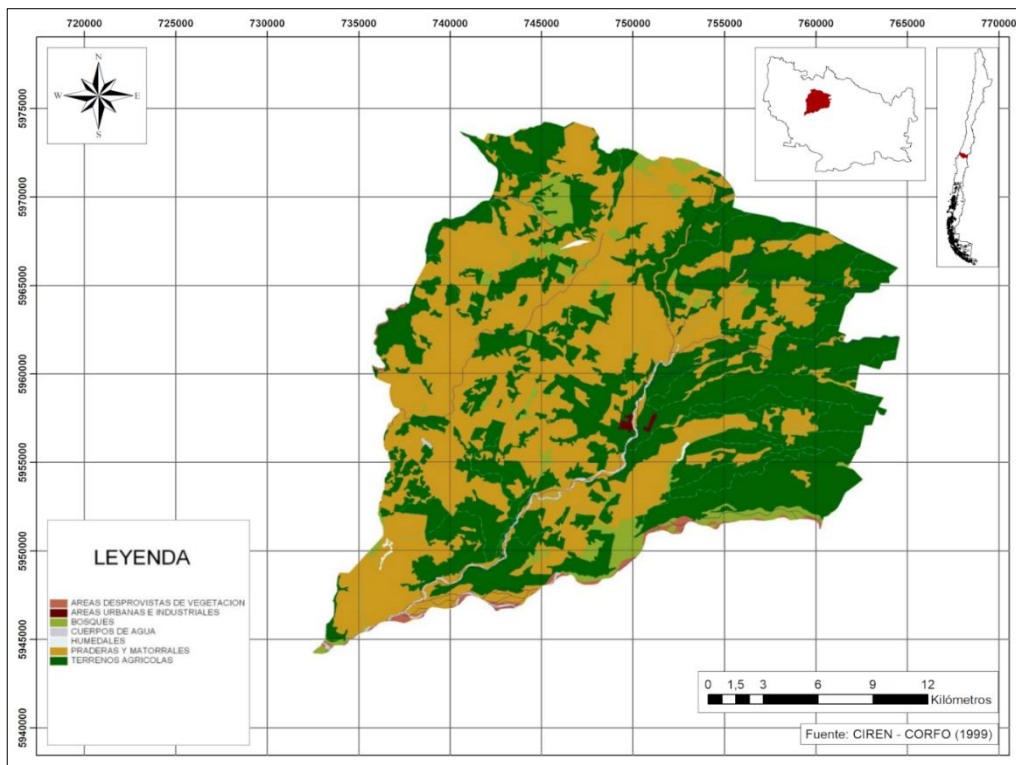 720000 725000 730000 735000 740000 745000 750000 755000 760000 765000 770000
N
W E
S
5975000
5970000
5965000
5960000
5955000
5950000
5945000
5940000
LEYENDA
AREAS DESPROVISTAS DE VEGETACION
AREAS URBANAS E INDUSTRIALES
BOSQUES
CUERPOS DE AGUA
HUMEDALES
PRADERAS Y MATORRALES
TERRENOS AGRICOLAS
0 1,5 3 6 9 12
Kilómetros
Fuente: CIREN - CORFO (1999)